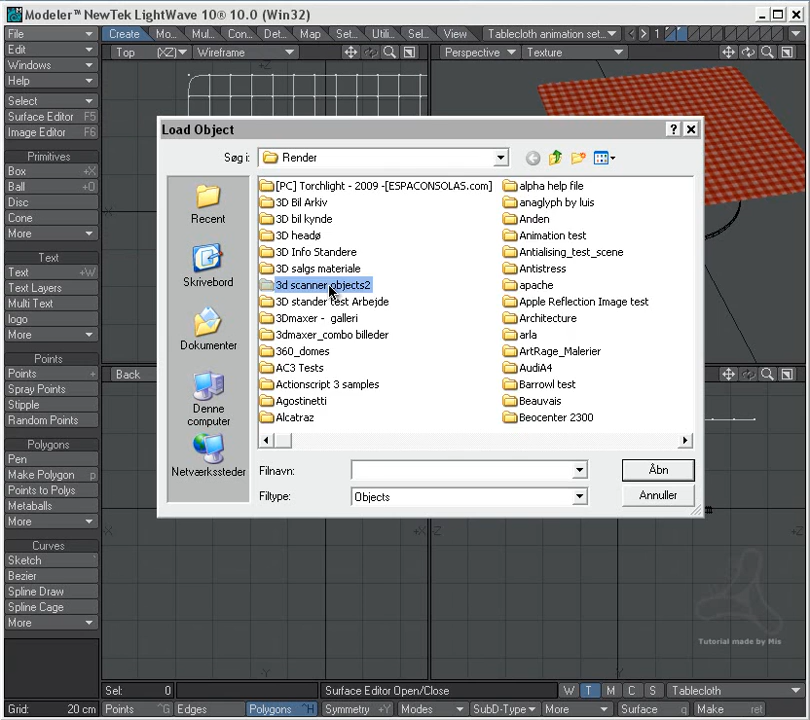 Modeler™ NewTek LightWave 10® 10.0 (Win32)
File Create Mo... Mul... Con... Det... Map Set... Utili... Sel... View Tablecloth animation set... 1
Edit Top (XZ) Wireframe Perspective Texture
Windows
Help
Select
Surface Editor F5
Image Editor F6
Primitives
Box +X
Ball +O
Disc
Cone
More
Text
Text +W
Text Layers
Multi Text
logo
More
Points
Points +
Spray Points
Stipple
Random Points
Polygons
Pen
Make Polygon p
Points to Polys
Metaballs
More
Curves
Sketch
Bezier
Spline Draw
Spline Cage
More
Load Object
Søg i: Render
Recent
Skrivebord
Dokumenter
Denne
computer
Netværkssteder
[PC] Torchlight - 2009 -[ESPACONSOLAS.com]
3D Bil Arkiv
3D bil kynde
3D headø
3D Info Standere
3D salgs materiale
3d scanner objects2
3D stander test Arbejde
3Dmaxer - galleri
3dmaxer_combo billeder
360_domes
AC3 Tests
Actionscript 3 samples
Agostinetti
Alcatraz
alpha help file
anaglyph by luis
Anden
Animation test
Antialising_test_scene
Antistress
apache
Apple Reflection Image test
Architecture
arla
ArtRage_Malerier
AudiA4
Barrowl test
Beauvais
Beocenter 2300
Filnavn: Åbn
Filtype: Objects Annuller
Back
Tutorial made by Mix
Sel: 0 Surface Editor Open/Close W T M C S Tablecloth
Grid: 20 cm Points ^G Edges Polygons ^H Symmetry +Y Modes SubD-Type More Surface q Make ret